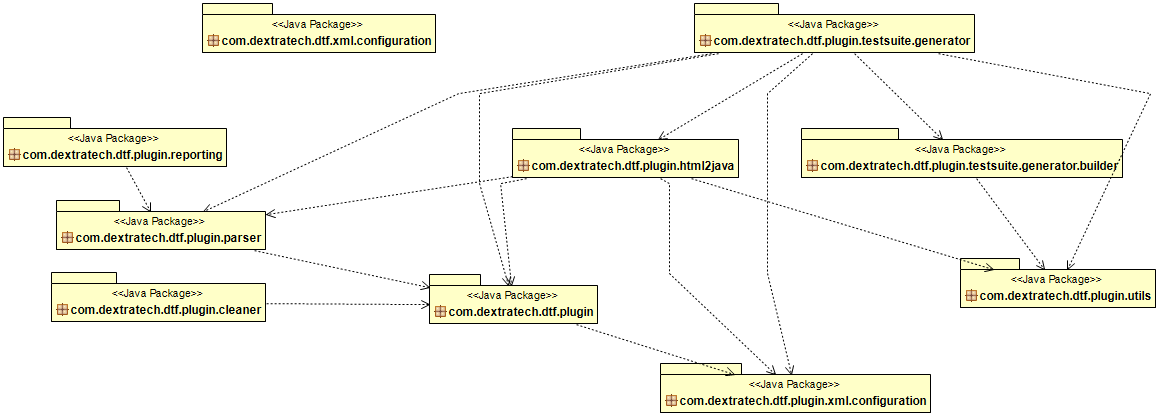 <<Java Package>>
com.dextratech.dtf.xml.configuration
<<Java Package>>
com.dextratech.dtf.plugin.testsuite.generator
<<Java Package>>
com.dextratech.dtf.plugin.reporting
<<Java Package>>
com.dextratech.dtf.plugin.html2java
<<Java Package>>
com.dextratech.dtf.plugin.testsuite.generator.builder
<<Java Package>>
com.dextratech.dtf.plugin.parser
<<Java Package>>
com.dextratech.dtf.plugin.cleaner
<<Java Package>>
com.dextratech.dtf.plugin
<<Java Package>>
com.dextratech.dtf.plugin.utils
<<Java Package>>
com.dextratech.dtf.plugin.xml.configuration